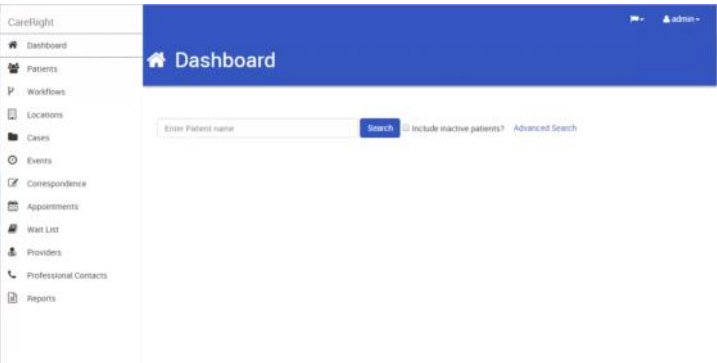 CareRight
admin
Dashboard
Dashboard
Patients
Workflows
Locations
Enter Patient name Search Include inactive patients? Advanced Search
Cases
Events
Correspondence
Appointments
Wait List
Providers
Professional Contacts
Reports